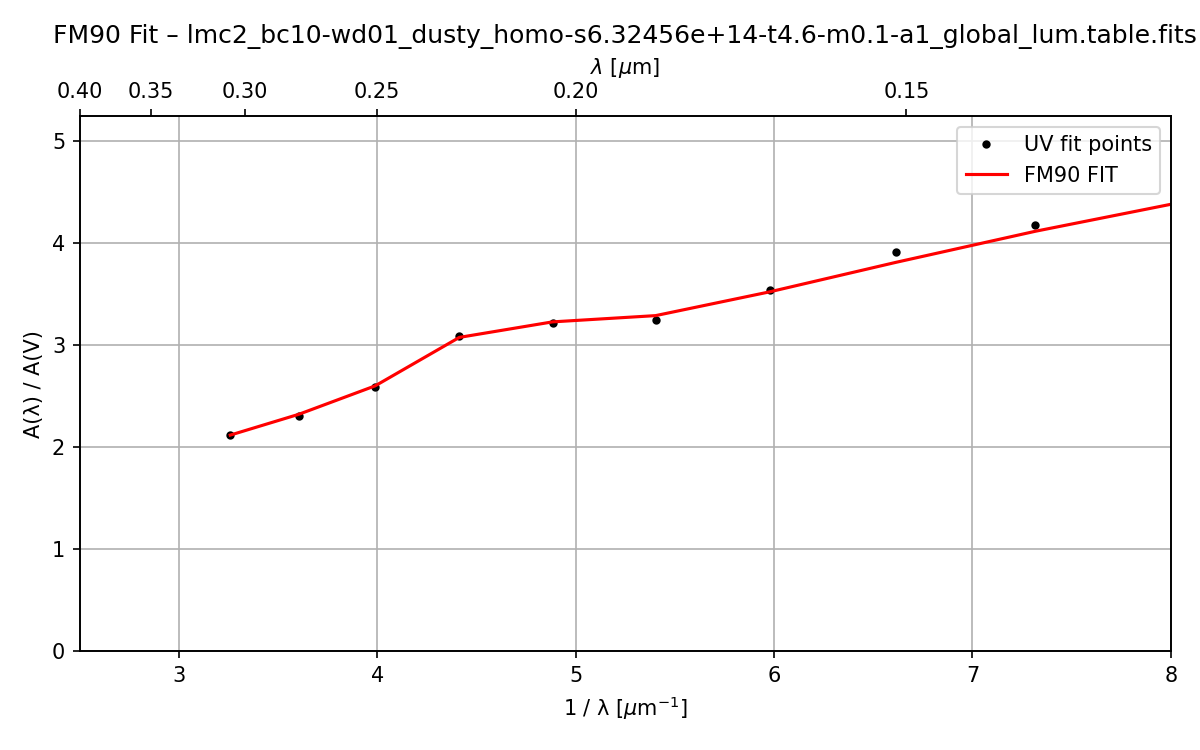 FM90 Fit – lmc2_bc10-wd01_dusty_homo-s6.32456e+14-t4.6-m0.1-a1_global_lum.table.fits
λ [μm]
0.40 0.35 0.30 0.25 0.20 0.15
UV fit points
FM90 FIT
A(λ) / A(V)
5
4
3
2
1
0
3 4 5 6 7 8
1 / λ [μm⁻¹]